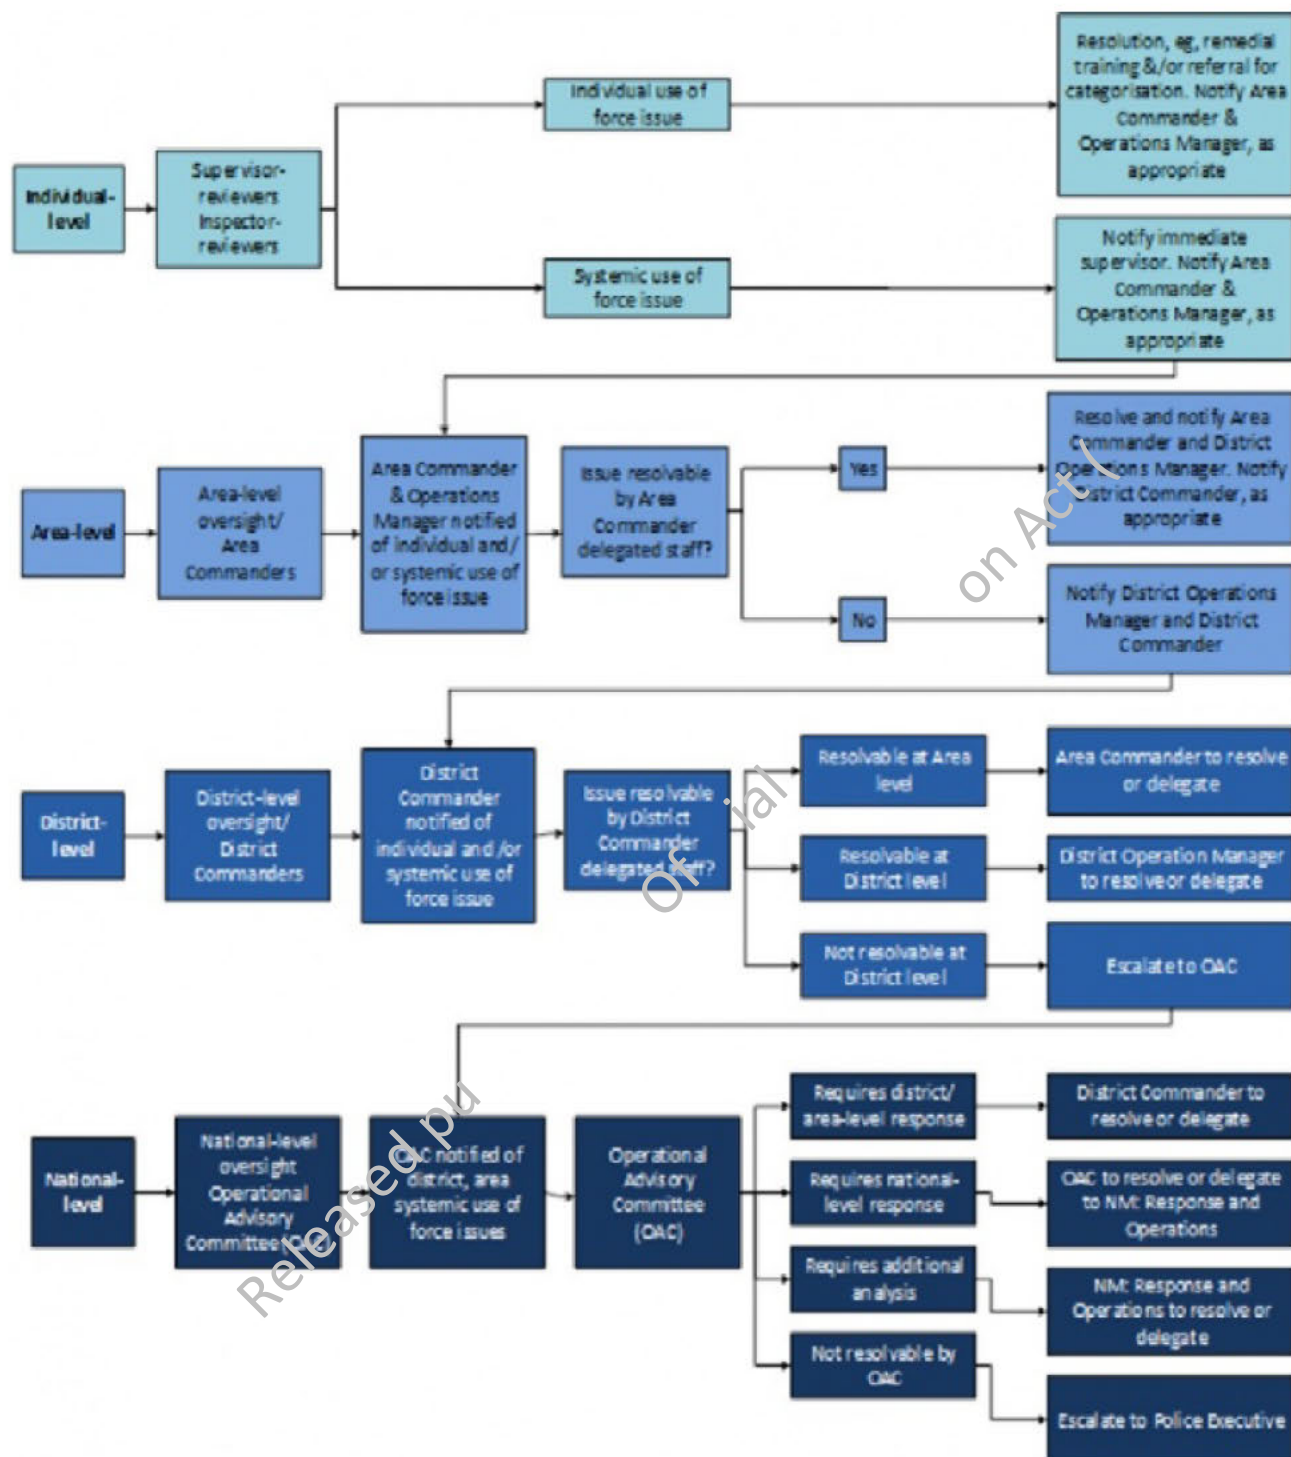 Individual-
level
Supervisor-
reviewers
Inspector-
reviewers
Individual use of
force issue
Resolution, eg, remedial
training &/or referral for
categorisation. Notify Area
Commander &
Operations Manager, as
appropriate
Systemic use of
force issue
Notify immediate
supervisor. Notify Area
Commander &
Operations Manager, as
appropriate
Area-level
Area-level
oversight/
Area
Commanders
Area Commander
& Operations
Manager notified
of individual and/
or systemic use of
force issue
Issue resolvable
by Area
Commander
delegated staff?
Yes
Resolve and notify Area
Commander and District
Operations Manager. Notify
District Commander, as
appropriate
No
Notify District Operations
Manager and District
Commander
District-
level
District-level
oversight/
District
Commanders
District
Commander
notified of
individual and /or
systemic use of
force issue
Issue resolvable
by District
Commander
delegated staff?
Resolvable at Area
level
Area Commander to resolve
or delegate
Resolvable at
District level
District Operation Manager
to resolve or delegate
Not resolvable at
District level
Escalate to OAC
National-
level
National-level
oversight
Operational
Advisory
Committee (OAC)
OAC notified of
district, area
systemic use of
force issues
Operational
Advisory
Committee
(OAC)
Requires district/
area-level response
District Commander to
resolve or delegate
Requires national-
level response
OAC to resolve or delegate
to NM: Response and
Operations
Requires additional
analysis
NM: Response and
Operations to resolve or
delegate
Not resolvable by
OAC
Escalate to Police Executive
Released pu
Of ial
on Act (